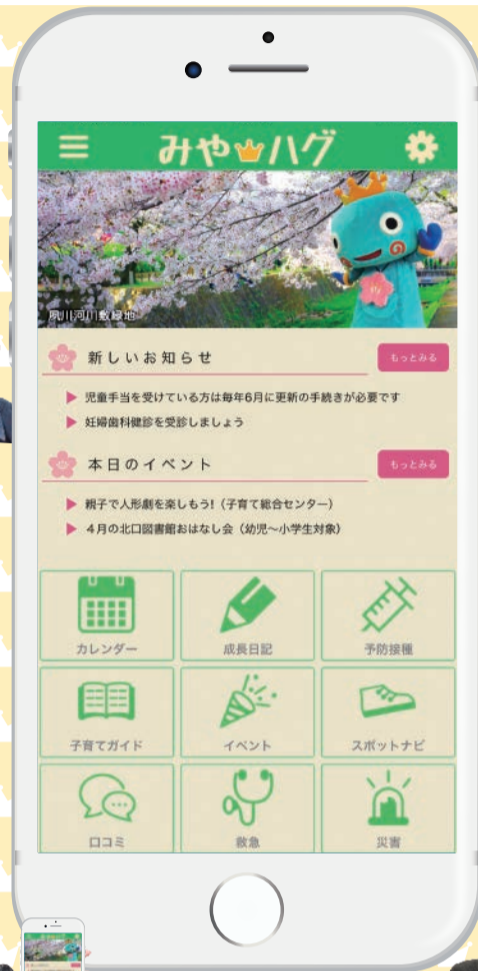 みやハグ
夙川河川敷緑地
新しいお知らせ
もっとみる
児童手当を受けている方は毎年6月に更新の手続きが必要です
妊婦歯科健診を受診しましょう
本日のイベント
もっとみる
親子で人形劇を楽しもう!（子育て総合センター）
４月の北口図書館おはなし会（幼児～小学生対象）
カレンダー
成長日記
予防接種
子育てガイド
イベント
スポットナビ
口コミ
救急
災害